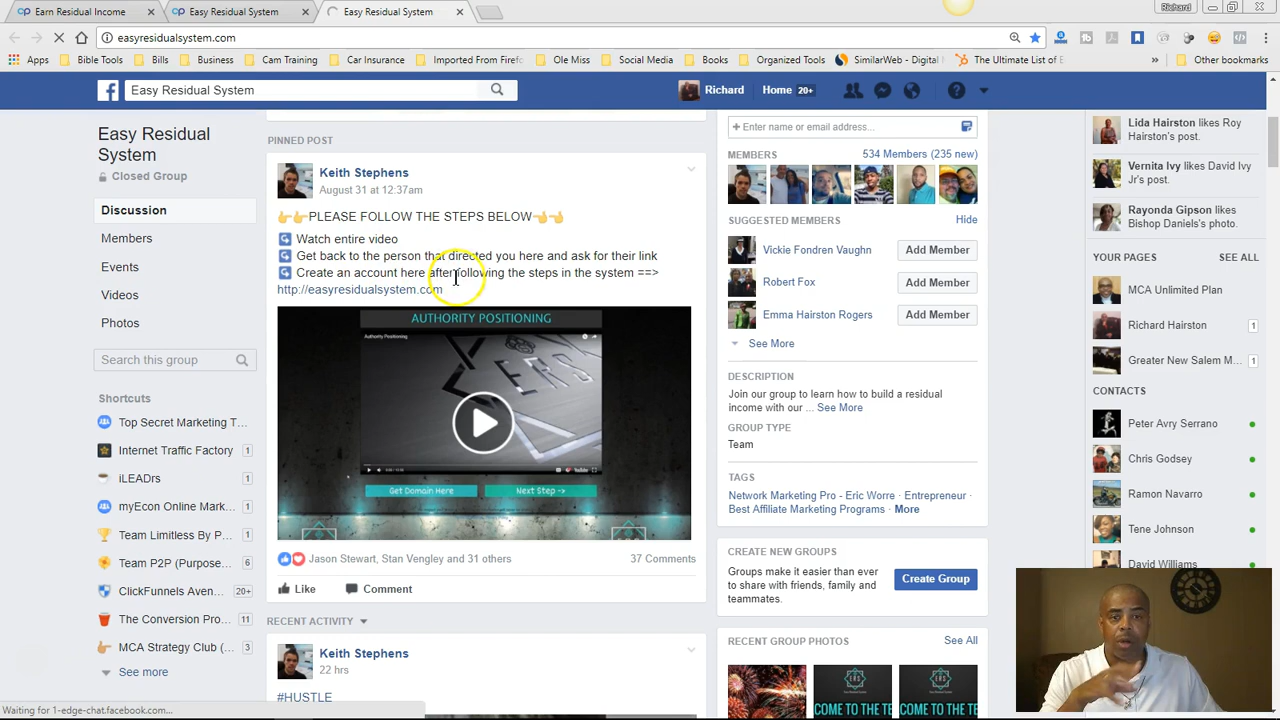 Earn Residual Income
Easy Residual System
Easy Residual System
Richard
easyresidualsystem.com
Apps
Bible Tools
Bills
Business
Cam Training
Car Insurance
Imported From Firef
Ole Miss
Social Media
Books
Organized Tools
SimilarWeb - Digital
The Ultimate List of E
»
Other bookmarks
Easy Residual System
Richard
Home 20+
Easy Residual
System
Closed Group
Discussion
Members
Events
Videos
Photos
Search this group
Shortcuts
Top Secret Marketing T...
Internet Traffic Factory 1
iLEADrs 1
myEcon Online Mark... 1
Team Limitless By P...
Team P2P (Purpose... 6
ClickFunnels Aven... 20+
The Conversion Pro... 11
MCA Strategy Club (... 3
See more
PINNED POST
Keith Stephens
August 31 at 12:37am
PLEASE FOLLOW THE STEPS BELOW
Watch entire video
Get back to the person that directed you here and ask for their link
Create an account here after following the steps in the system ==>
http://easyresidualsystem.com
AUTHORITY POSITIONING
Authority Positioning
ERS
YouTube
Get Domain Here
Next Step ->
Jason Stewart, Stan Vengley and 31 others
37 Comments
Like
Comment
RECENT ACTIVITY
Keith Stephens
22 hrs
#HUSTLE
+ Enter name or email address...
MEMBERS
534 Members (235 new)
SUGGESTED MEMBERS
Hide
Vickie Fondren Vaughn
Add Member
Robert Fox
Add Member
Emma Hairston Rogers
Add Member
See More
DESCRIPTION
Join our group to learn how to build a residual
income with our ... See More
GROUP TYPE
Team
TAGS
Network Marketing Pro - Eric Worre · Entrepreneur ·
Best Affiliate Marketing Programs · More
CREATE NEW GROUPS
Groups make it easier than ever
to share with friends, family and
teammates.
Create Group
RECENT GROUP PHOTOS
See All
COME TO THE TE
COME TO THE TE
Lida Hairston likes Roy
Hairston's post.
Vernita Ivy likes David Ivy
Jr's post.
Rayonda Gipson likes
Bishop Daniels's post.
YOUR PAGES
SEE ALL
MCA Unlimited Plan
Richard Hairston 1
Greater New Salem M... 1
CONTACTS
Peter Avry Serrano
Chris Godsey
Ramon Navarro
Tene Johnson
David Williams
Waiting for 1-edge-chat.facebook.com...